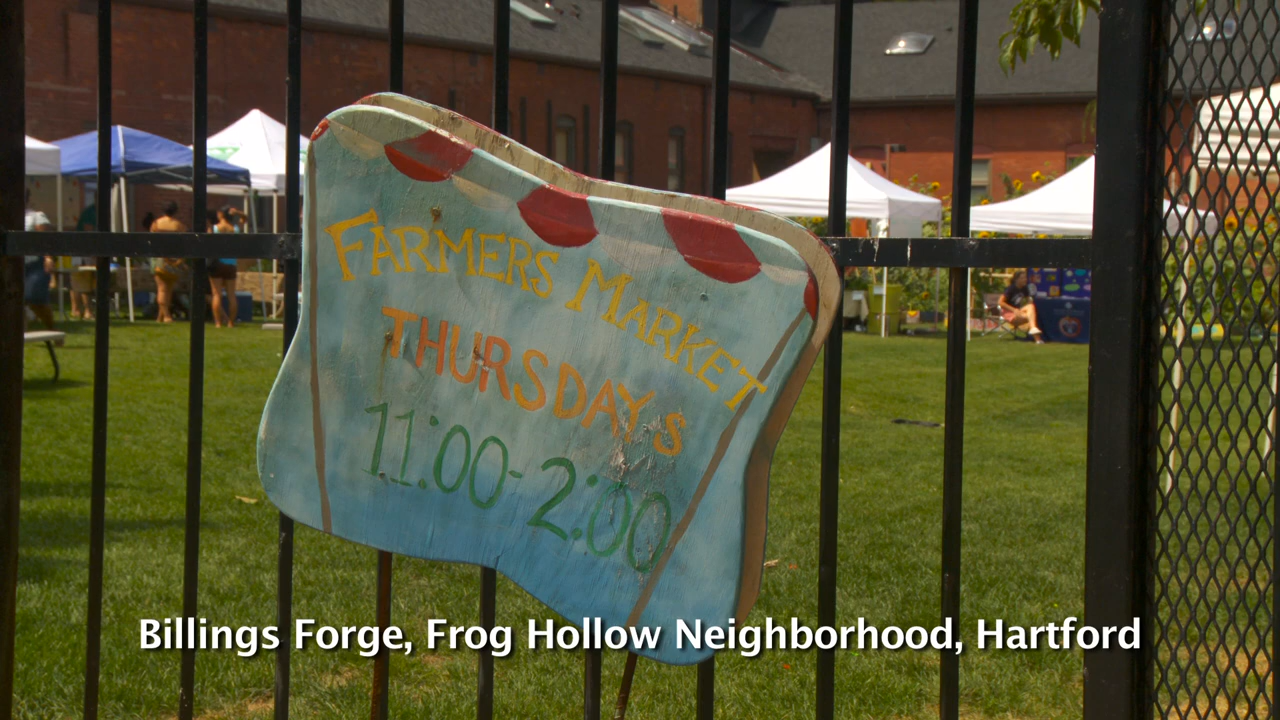 FARMERS MARKET
THURSDAYS
11:00-2:00
Billings Forge, Frog Hollow Neighborhood, Hartford